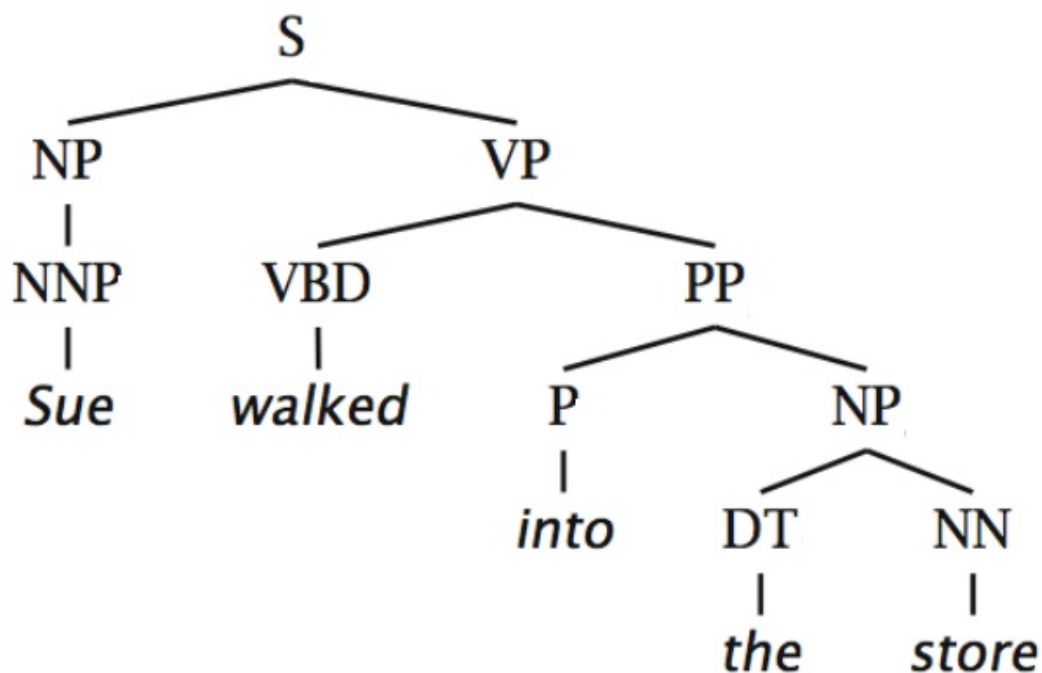 S
NP VP
NNP VBD PP
Sue walked P NP
into DT NN
the store